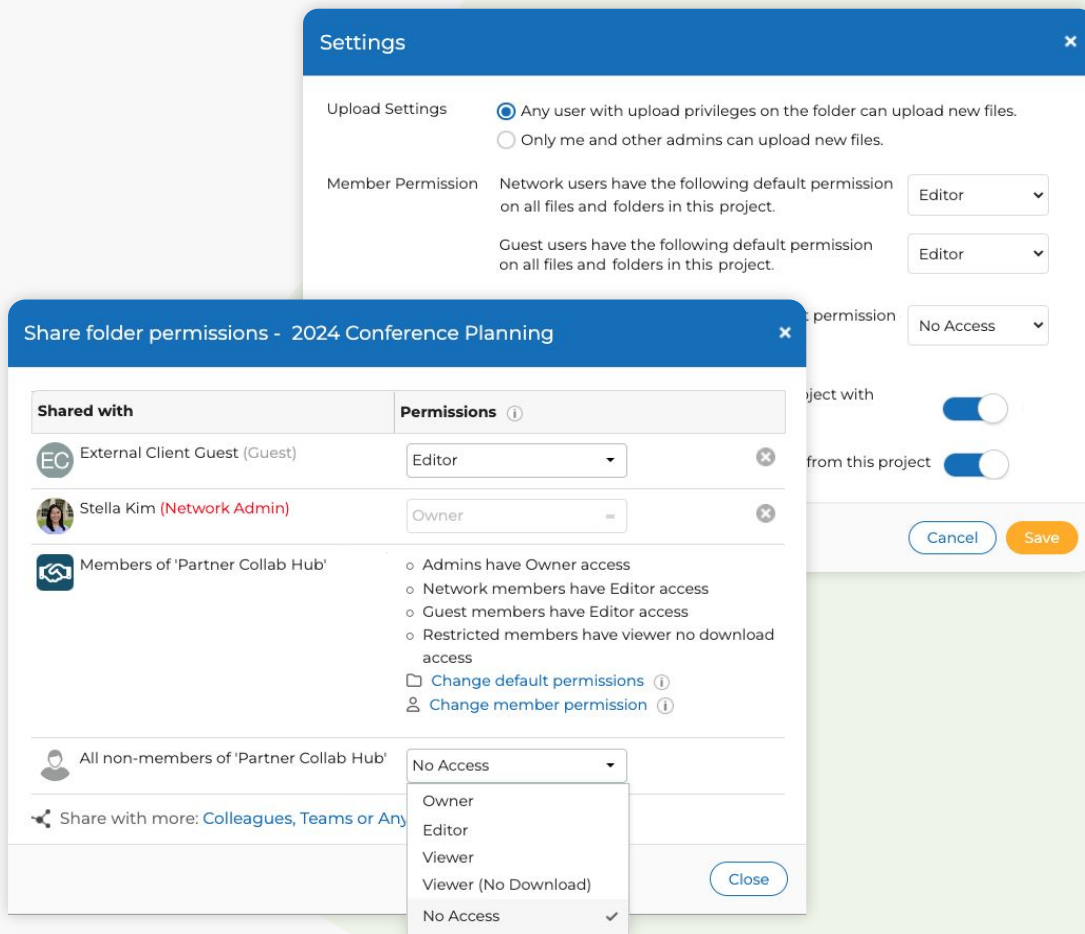 Settings
×
Upload Settings
Any user with upload privileges on the folder can upload new files.
Only me and other admins can upload new files.
Member Permission
Network users have the following default permission
on all files and folders in this project.
Editor
Guest users have the following default permission
on all files and folders in this project.
Editor
permission
No Access
with
from this project
Cancel
Save
Share folder permissions - 2024 Conference Planning
×
Shared with
Permissions
EC
External Client Guest (Guest)
Editor
Stella Kim (Network Admin)
Owner
Members of 'Partner Collab Hub'
Admins have Owner access
Network members have Editor access
Guest members have Editor access
Restricted members have viewer no download
access
Change default permissions
Change member permission
All non-members of 'Partner Collab Hub'
No Access
Owner
Editor
Viewer
Viewer (No Download)
No Access
Share with more: Colleagues, Teams or Any
Close